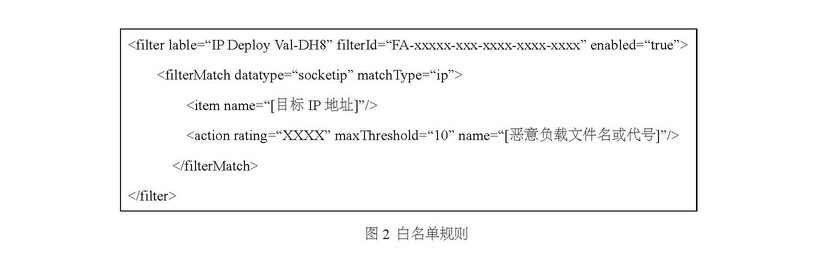 <filter lable=“IP Deploy Val-DH8” filterId=“FA-xxxxx-xxx-xxxx-xxxx-xxxx” enabled=“true”>
<filterMatch datatype=“socketip” matchType=“ip”>
<item name=“[目标 IP 地址]”/>
<action rating=“XXXX” maxThreshold=“10” name=“[恶意负载文件名或代号]”/>
</filterMatch>
</filter>
图 2 白名单规则